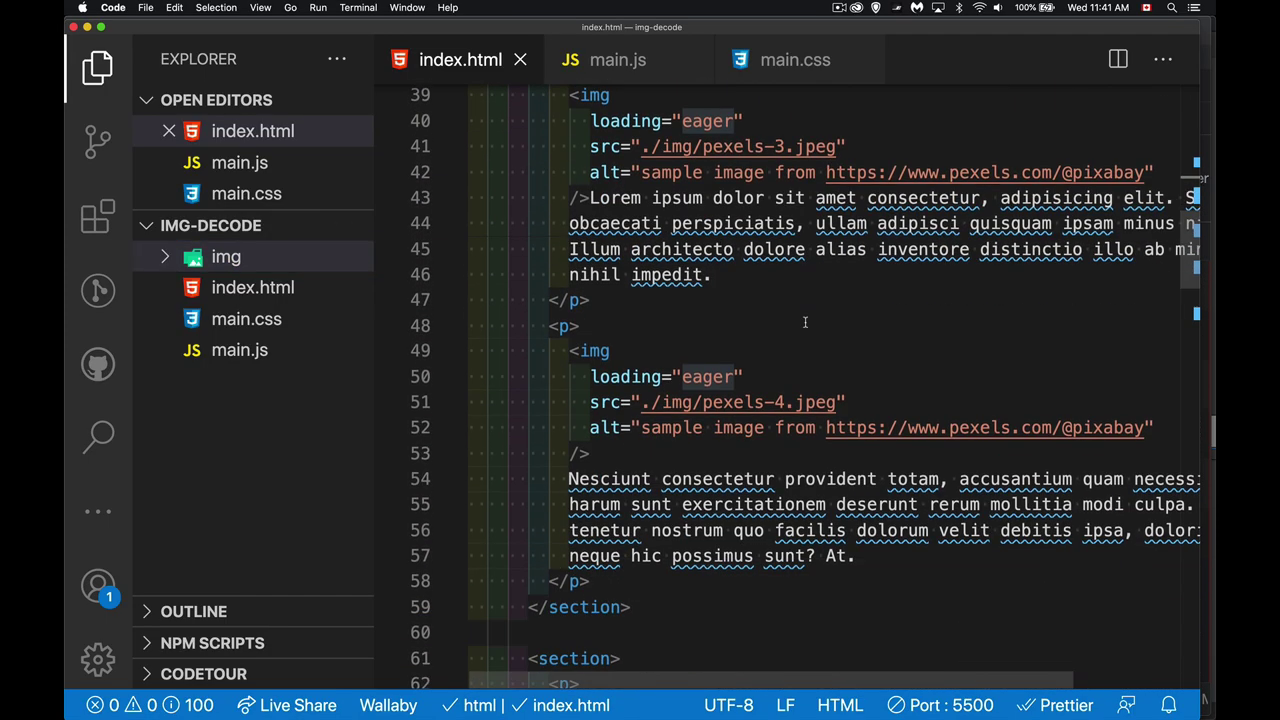 Code File Edit Selection View Go Run Terminal Window Help 100% Wed 11:41 AM
index.html — img-decode
EXPLORER
index.html
JS main.js
main.css
OPEN EDITORS
index.html
JS main.js
main.css
IMG-DECODE
img
index.html
main.css
JS main.js
1
OUTLINE
NPM SCRIPTS
CODETOUR
39 <img
40 loading="eager"
41 src="./img/pexels-3.jpeg"
42 alt="sample image from https://www.pexels.com/@pixabay"
43 />Lorem ipsum dolor sit amet consectetur, adipisicing elit. S
44 obcaecati perspiciatis, ullam adipisci quisquam ipsam minus
45 Illum architecto dolore alias inventore distinctio illo ab
46 nihil impedit.
47 </p>
48 <p>
49 <img
50 loading="eager"
51 src="./img/pexels-4.jpeg"
52 alt="sample image from https://www.pexels.com/@pixabay"
53 />
54 Nesciunt consectetur provident totam, accusantium quam necessi
55 harum sunt exercitationem deserunt rerum mollitia modi culpa.
56 tenetur nostrum quo facilis dolorum velit debitis ipsa, dolori
57 neque hic possimus sunt? At.
58 </p>
59 </section>
60
61 <section>
62 <p>
0 0 100 Live Share Wallaby html | index.html UTF-8 LF HTML Port : 5500 Prettier